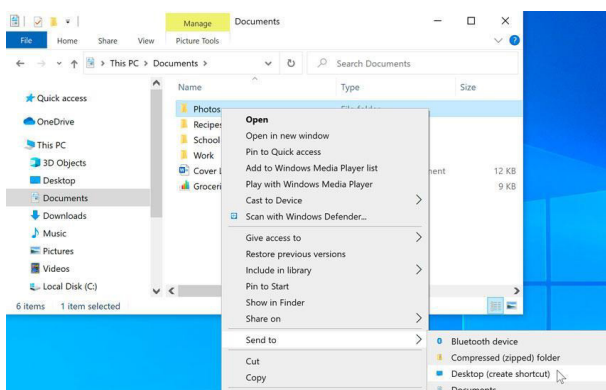 Manage Documents
File Home Share View Picture Tools
This PC > Documents > Search Documents
Name Type Size
Quick access
OneDrive
This PC
3D Objects
Desktop
Documents
Downloads
Music
Pictures
Videos
Local Disk (C:)
Photos File folder
Recipes
School
Work
Cover L ment 12 KB
Groceri 9 KB
Open
Open in new window
Pin to Quick access
Add to Windows Media Player list
Play with Windows Media Player
Cast to Device
Scan with Windows Defender...
Give access to
Restore previous versions
Include in library
Pin to Start
Show in Finder
Share on
Send to
Cut
Copy
Bluetooth device
Compressed (zipped) folder
Desktop (create shortcut)
Documents
6 items 1 item selected